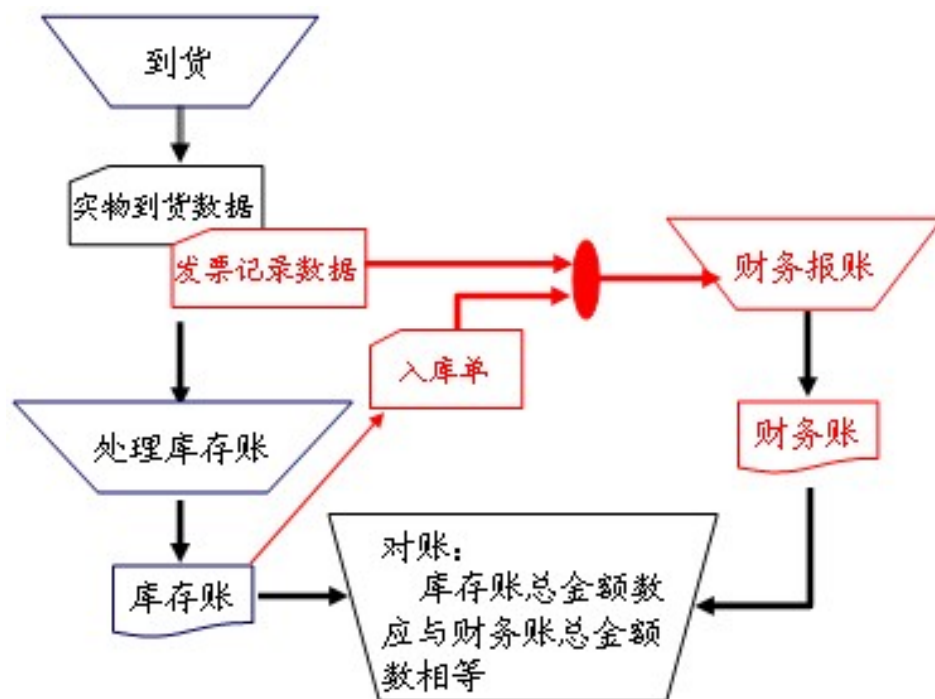 到货
实物到货数据
发票记录数据
财务报账
入库单
处理库存账
财务账
库存账
对账：
库存账总金额数
应与财务账总金额
数相等